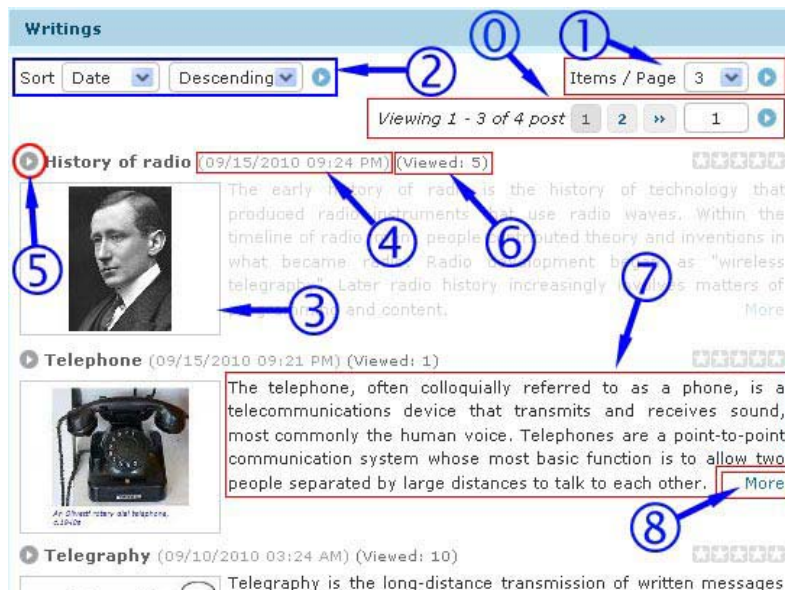 Writings
0 1
Sort Date Descending 2 Items / Page 3
Viewing 1 - 3 of 4 post 1 2 » 1
History of radio (09/15/2010 09:24 PM) (Viewed: 5)
The early history of radio is the history of technology that
produced radio instruments that use radio waves. Within the
timeline of radio, many people contributed theory and inventions in
what became radio. Radio development began as "wireless
telegraphy". Later radio history increasingly involves matters of
and content. More
5 4 6 3 7
Telephone (09/15/2010 09:21 PM) (Viewed: 1)
The telephone, often colloquially referred to as a phone, is a
telecommunications device that transmits and receives sound,
most commonly the human voice. Telephones are a point-to-point
communication system whose most basic function is to allow two
people separated by large distances to talk to each other. More
An Olivetti rotary dial telephone,
c.1940s
8
Telegraphy (09/10/2010 03:24 AM) (Viewed: 10)
Telegraphy is the long-distance transmission of written messages